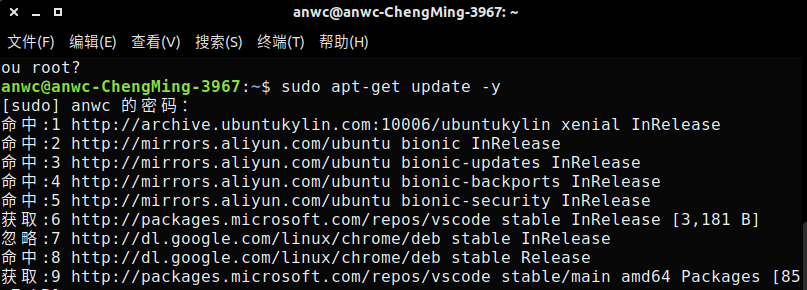 anwc@anwc-ChengMing-3967: ~
文件(F) 编辑(E) 查看(V) 搜索(S) 终端(T) 帮助(H)
ou root?
anwc@anwc-ChengMing-3967:~$ sudo apt-get update -y
[sudo] anwc 的密码：
命中:1 http://archive.ubuntukylin.com:10006/ubuntukylin xenial InRelease
命中:2 http://mirrors.aliyun.com/ubuntu bionic InRelease
命中:3 http://mirrors.aliyun.com/ubuntu bionic-updates InRelease
命中:4 http://mirrors.aliyun.com/ubuntu bionic-backports InRelease
命中:5 http://mirrors.aliyun.com/ubuntu bionic-security InRelease
获取:6 http://packages.microsoft.com/repos/vscode stable InRelease [3,181 B]
忽略:7 http://dl.google.com/linux/chrome/deb stable InRelease
命中:8 http://dl.google.com/linux/chrome/deb stable Release
获取:9 http://packages.microsoft.com/repos/vscode stable/main amd64 Packages [85